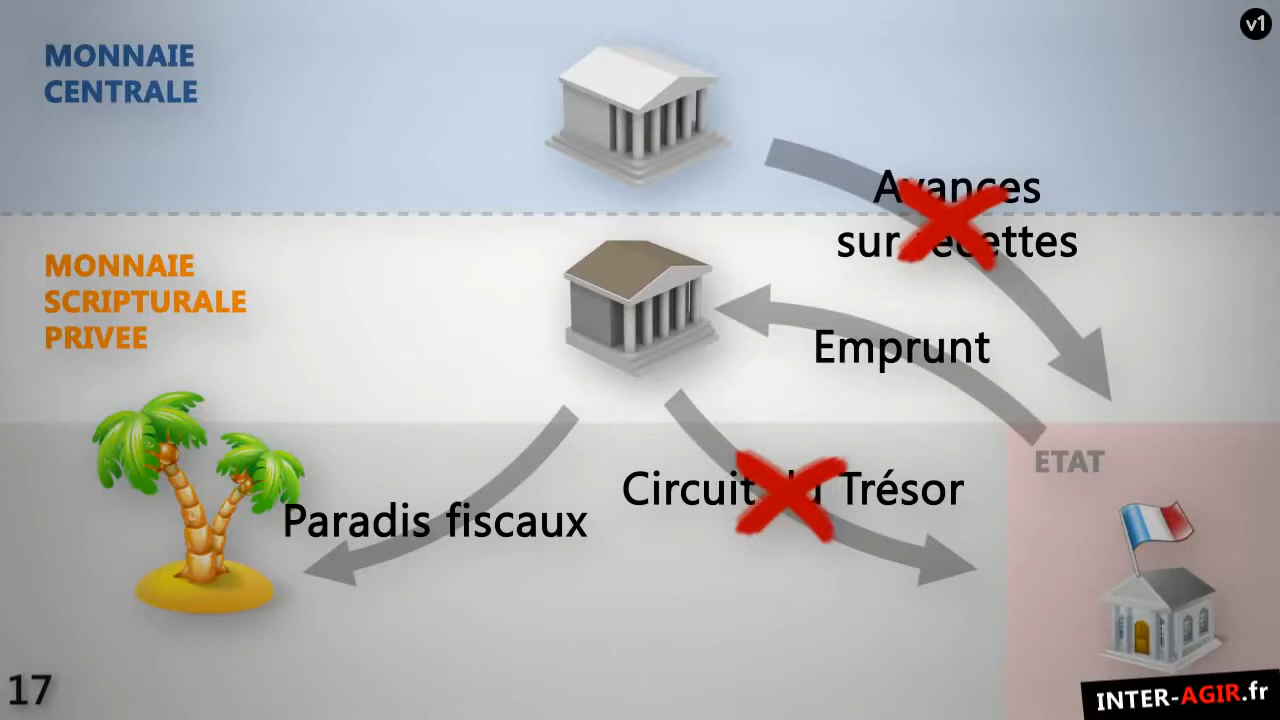 v1
MONNAIE
CENTRALE
Avances
sur recettes
MONNAIE
SCRIPTURALE
PRIVEE
Emprunt
ETAT
Circuit du Trésor
Paradis fiscaux
17
INTER-AGIR.fr